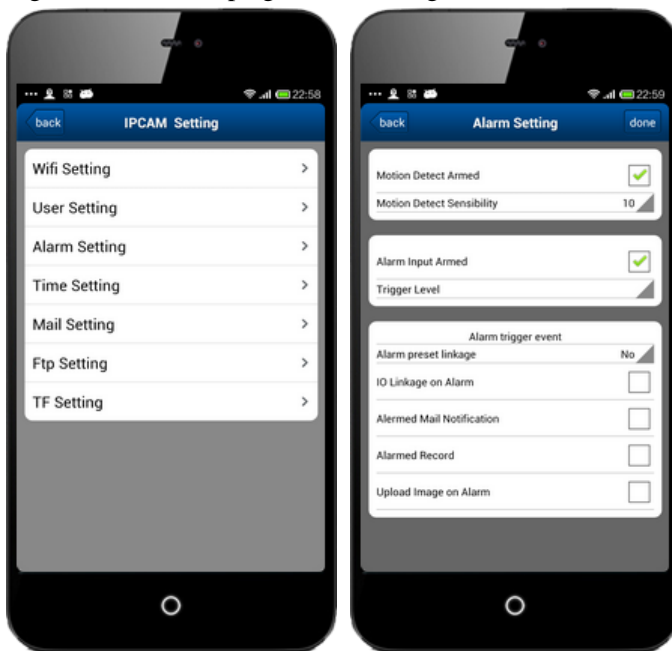 22:58
back
IPCAM Setting
Wifi Setting
User Setting
Alarm Setting
Time Setting
Mail Setting
Ftp Setting
TF Setting
22:59
back
Alarm Setting
done
Motion Detect Armed
Motion Detect Sensibility 10
Alarm Input Armed
Trigger Level
Alarm trigger event
Alarm preset linkage No
IO Linkage on Alarm
Alermed Mail Notification
Alarmed Record
Upload Image on Alarm